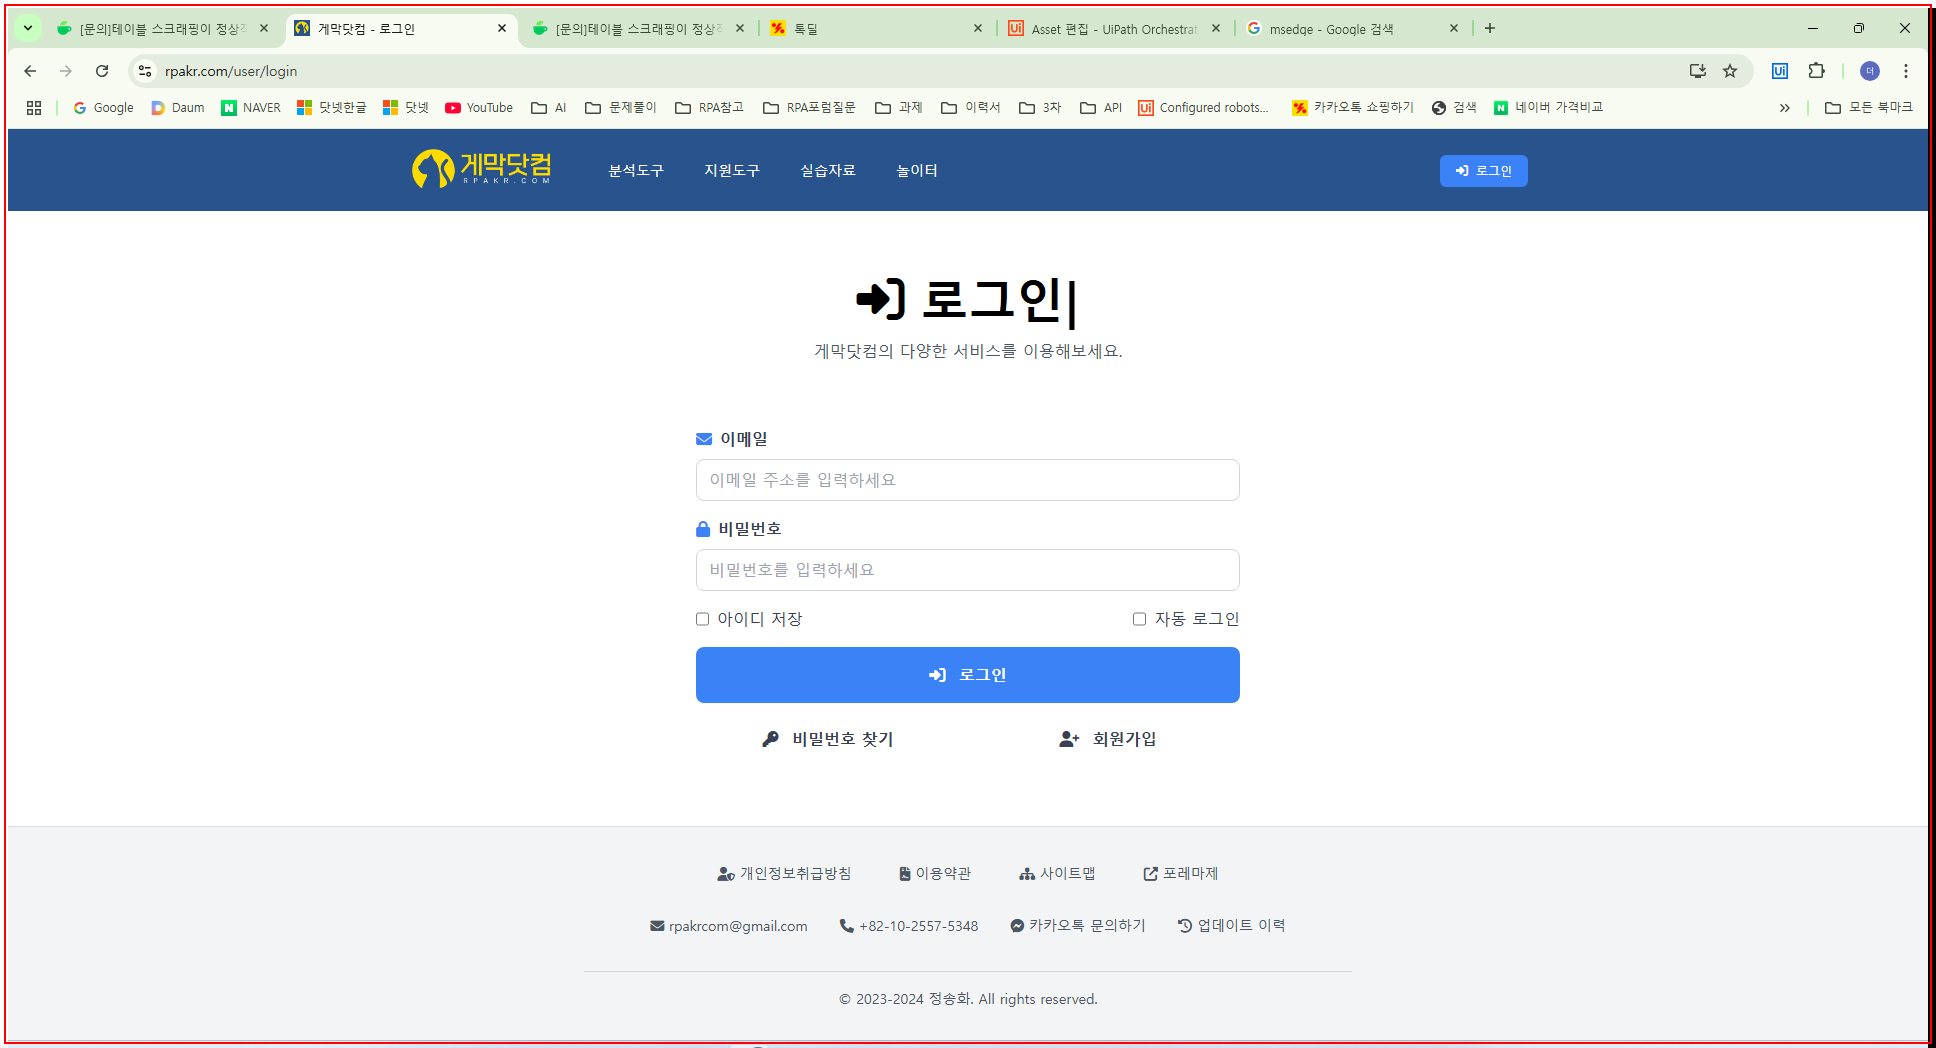 [문의]테이블 스크래핑이 정상적
게막닷컴 - 로그인
[문의]테이블 스크래핑이 정상적
톡딜
Asset 편집 - UiPath Orchestrat
msedge - Google 검색
rpakr.com/user/login
더
Google
Daum
NAVER
닷넷한글
닷넷
YouTube
AI
문제풀이
RPA참고
RPA포럼질문
과제
이력서
3차
API
Configured robots...
카카오톡 쇼핑하기
검색
네이버 가격비교
모든 북마크
게막닷컴
RPAKR.COM
분석도구
지원도구
실습자료
놀이터
로그인
로그인|
게막닷컴의 다양한 서비스를 이용해보세요.
이메일
이메일 주소를 입력하세요
비밀번호
비밀번호를 입력하세요
아이디 저장
자동 로그인
로그인
비밀번호 찾기
회원가입
개인정보취급방침
이용약관
사이트맵
포레마제
rpakrcom@gmail.com
+82-10-2557-5348
카카오톡 문의하기
업데이트 이력
© 2023-2024 정송화. All rights reserved.